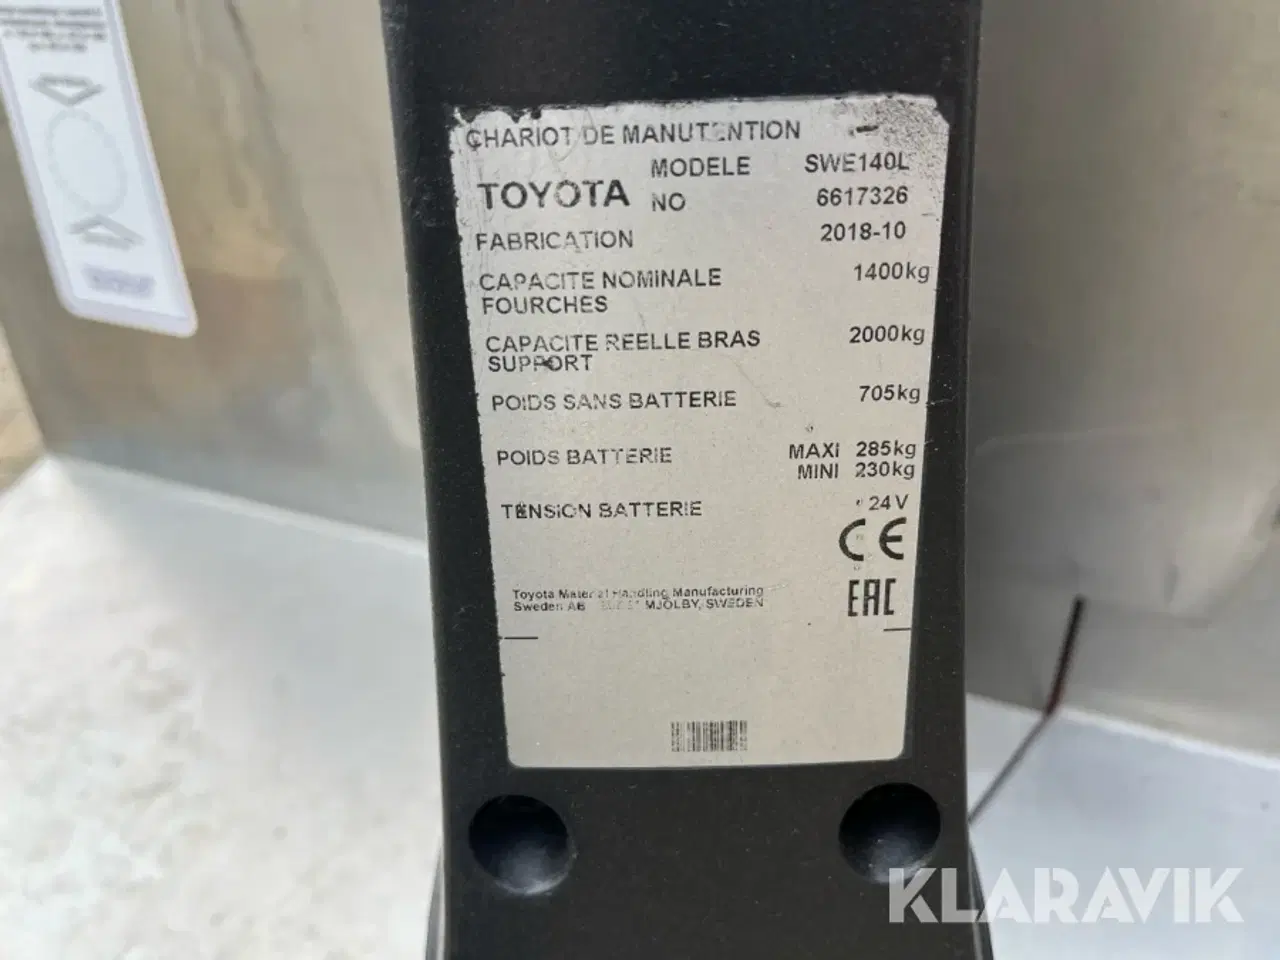 CHARIOT DE MANUTENTION
MODELE SWE140L
TOYOTA NO 6617326
FABRICATION 2018-10
CAPACITE NOMINALE 1400kg
FOURCHES
CAPACITE REELLE BRAS 2000kg
SUPPORT
POIDS SANS BATTERIE 705kg
POIDS BATTERIE MAXI 285kg
MINI 230kg
TENSION BATTERIE 24V
CE
Toyota Material Handling Manufacturing
Sweden AB MJOLBY, SWEDEN
EAC
KLARAVIK